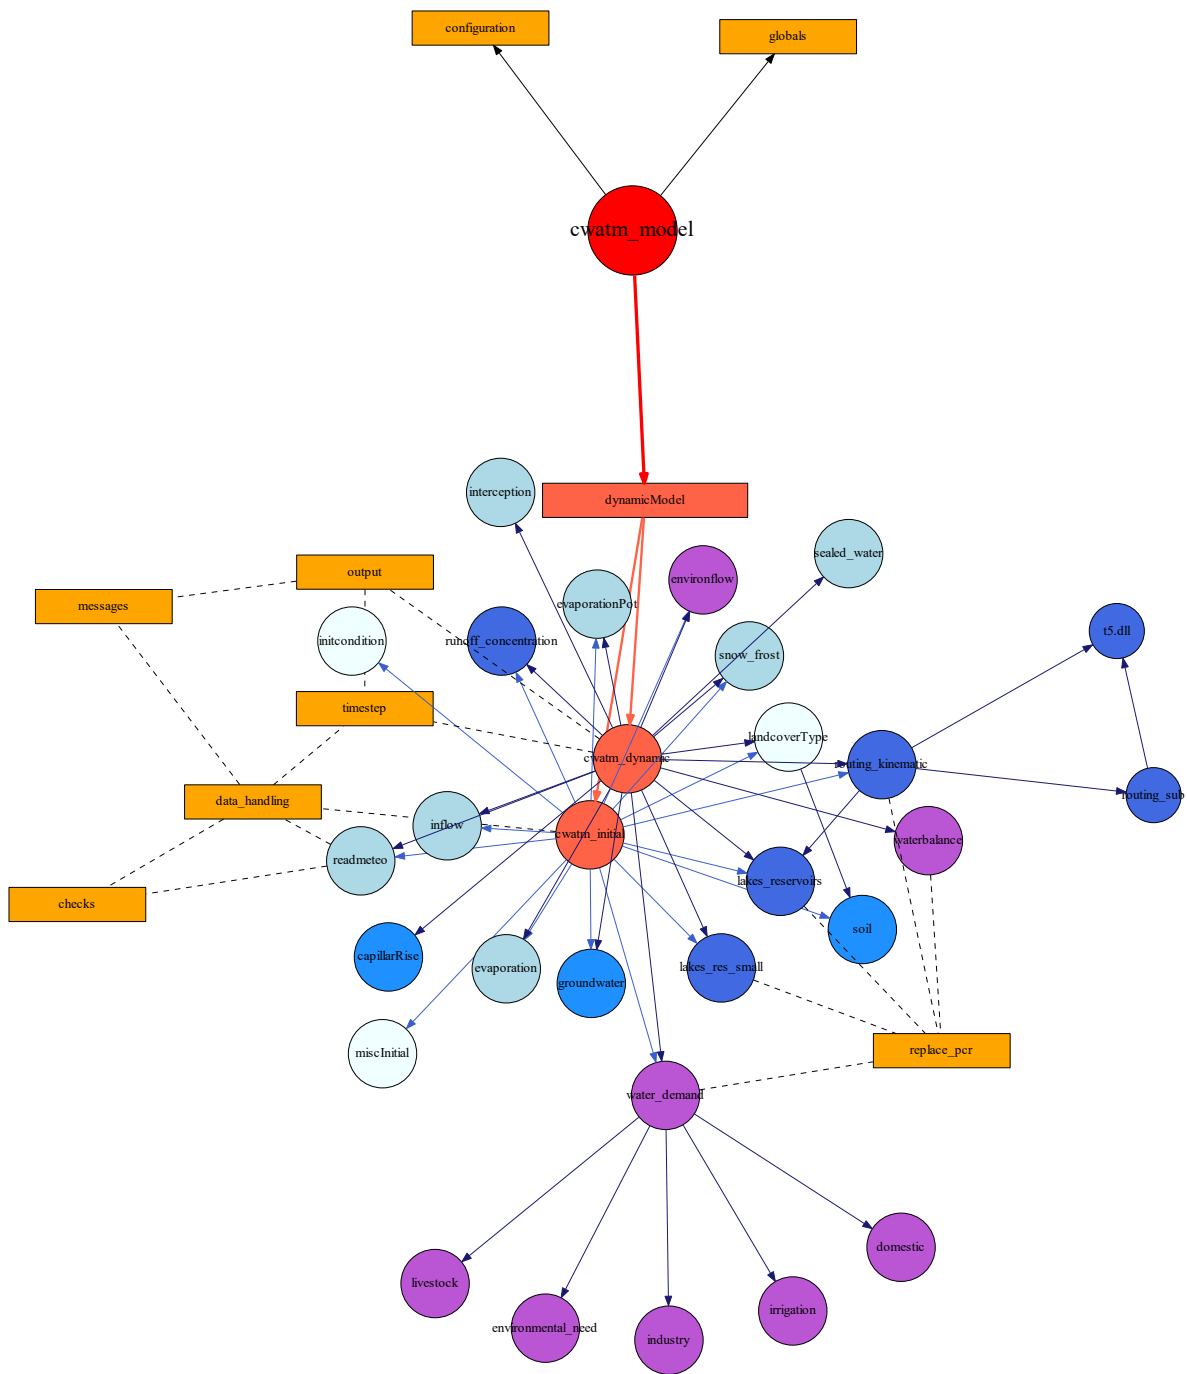 configuration
globals
cwatm_model
interception
dynamicModel
sealed_water
output
environflow
evaporationPot
messages
t5.dll
initcondition
runoff_concentration
snow_frost
timestep
landcoverType
cwatm_dynamic
routing_kinematic
routing_sub
data_handling
inflow
cwatm_initial
waterbalance
readmeteo
lakes_reservoirs
checks
soil
capillarRise
evaporation
lakes_res_small
groundwater
miscInitial
replace_pcr
water_demand
domestic
livestock
irrigation
environmental_need
industry